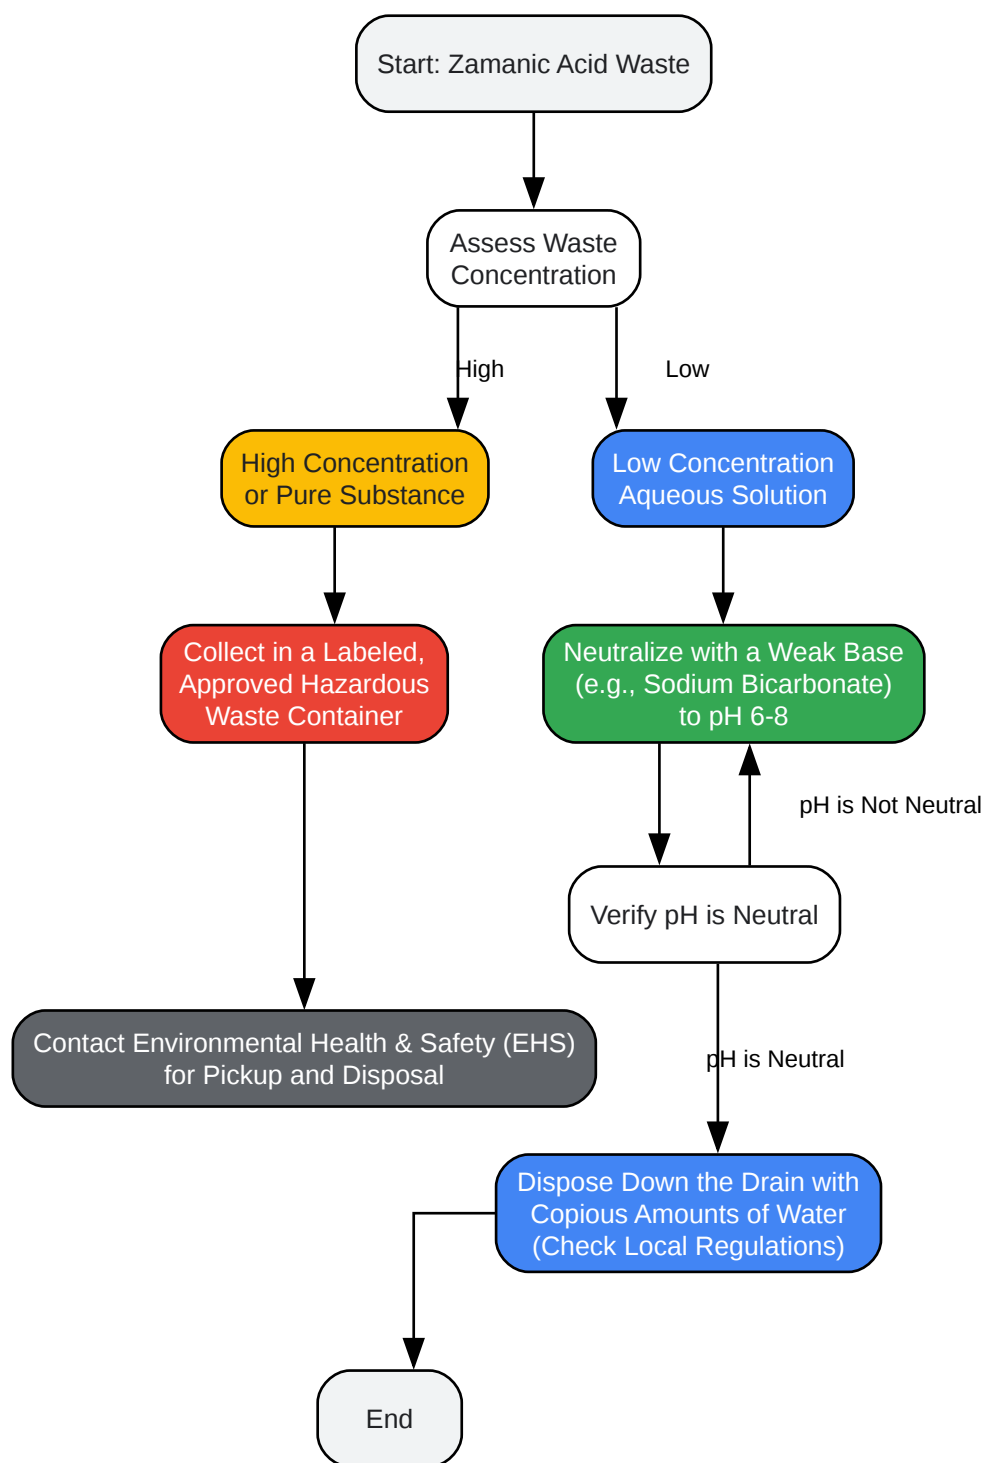 Start: Zamanic Acid Waste
Assess Waste
Concentration
High
Low
High Concentration
or Pure Substance
Low Concentration
Aqueous Solution
Collect in a Labeled,
Approved Hazardous
Waste Container
Neutralize with a Weak Base
(e.g., Sodium Bicarbonate)
to pH 6-8
pH is Not Neutral
Verify pH is Neutral
Contact Environmental Health & Safety (EHS)
for Pickup and Disposal
pH is Neutral
Dispose Down the Drain with
Copious Amounts of Water
(Check Local Regulations)
End